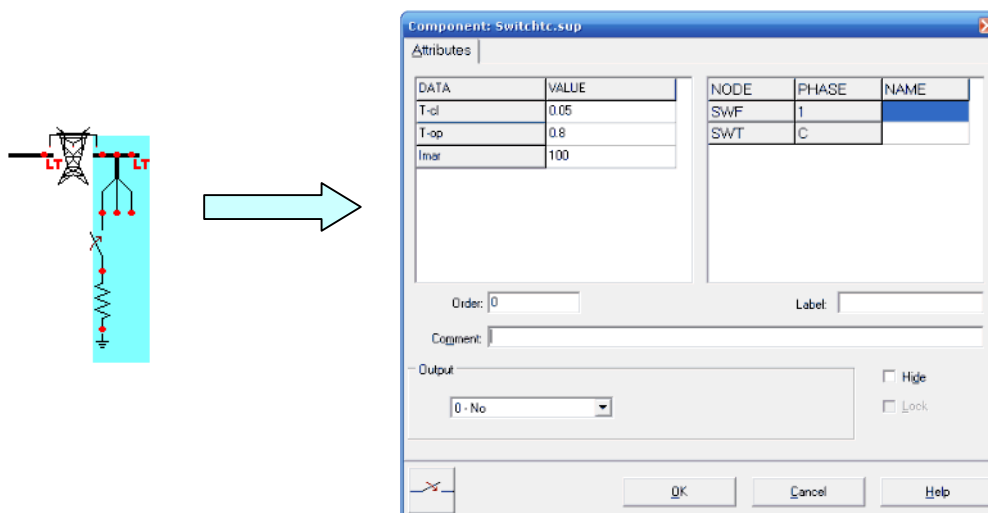 Component: Switchtc.sup
Attributes
DATA VALUE
T-cl 0.05
T-op 0.8
Imar 100
NODE PHASE NAME
SWF 1
SWT C
LT LT
Order: 0
Label:
Comment:
Output
0 - No
Hide
Lock
OK Cancel Help